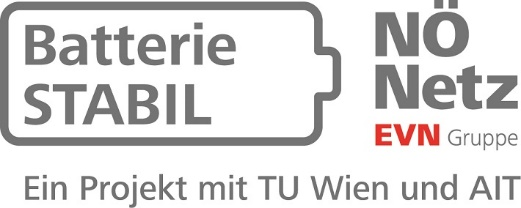 Batterie
STABIL
NÖ
Netz
EVN Gruppe
Ein Projekt mit TU Wien und AIT